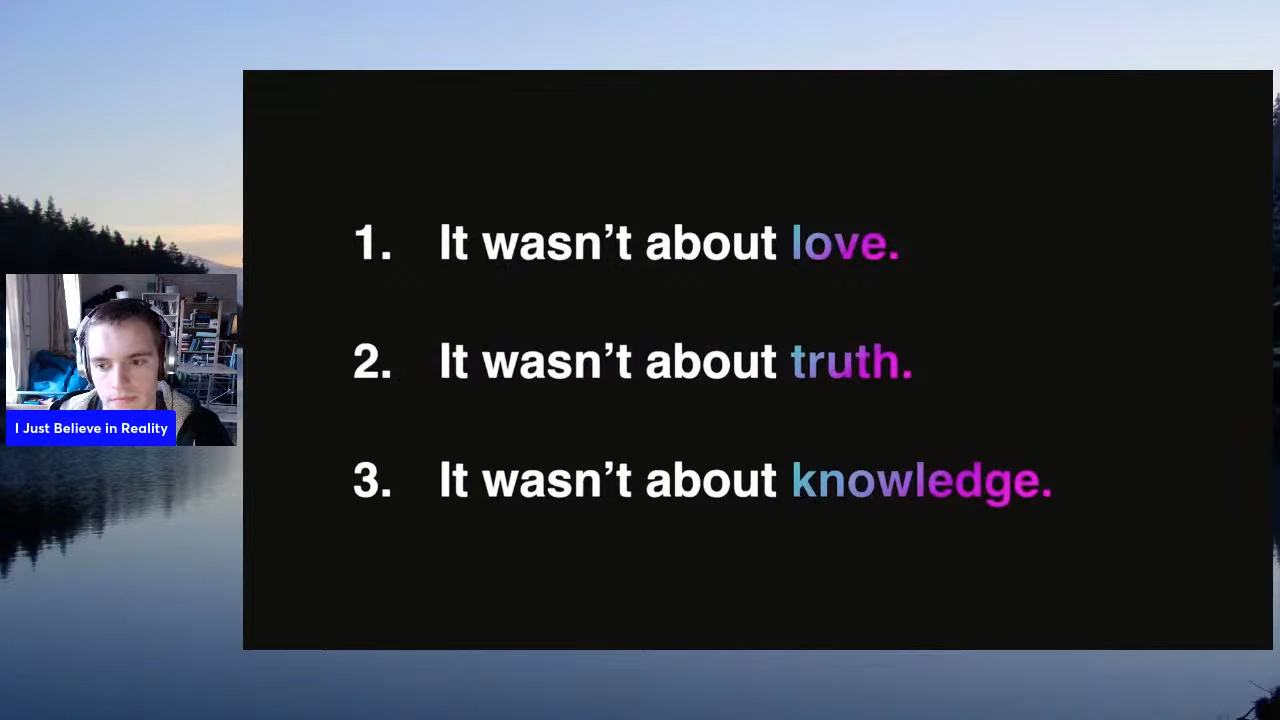 1. It wasn’t about love.
2. It wasn’t about truth.
3. It wasn’t about knowledge.
I Just Believe in Reality